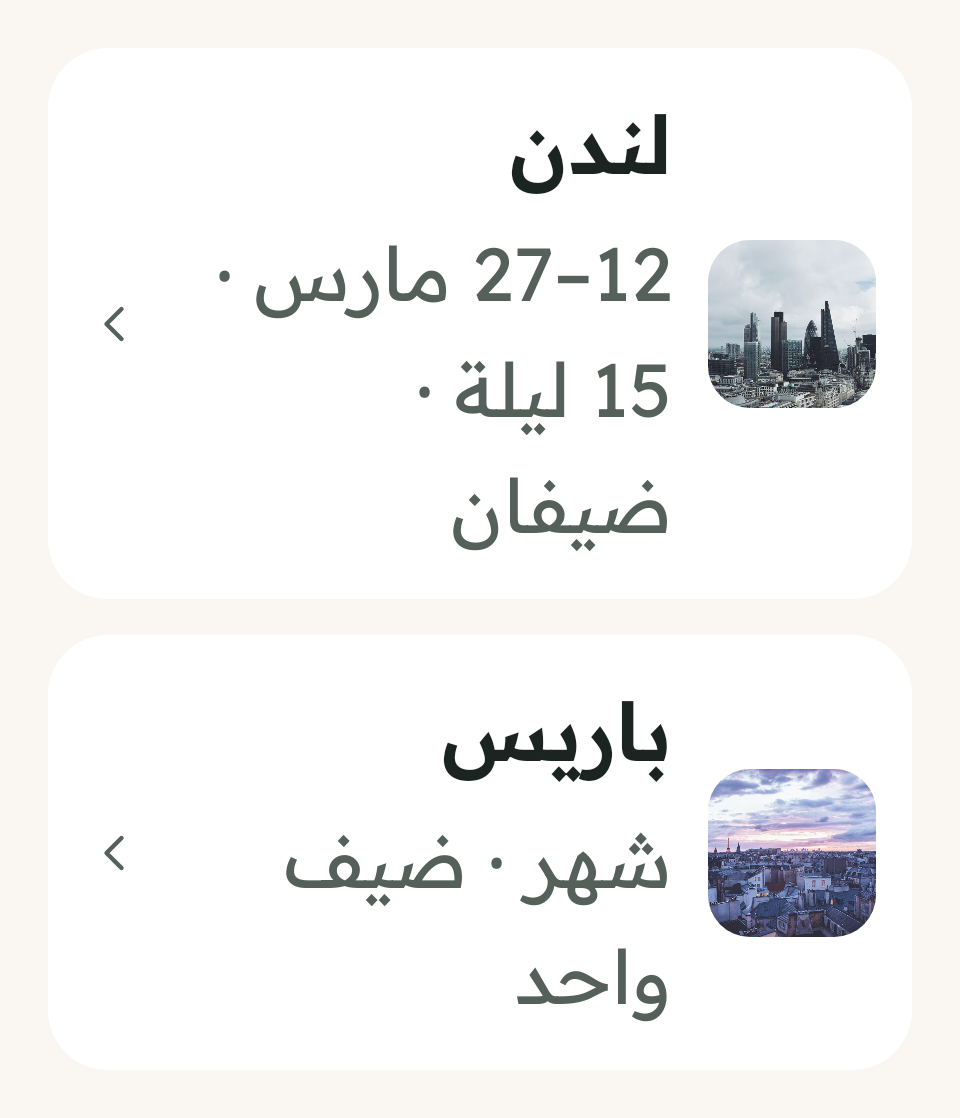 لندن
12–27 مارس ·
15 ليلة ·
ضيفان
باريس
شهر · ضيف
واحد